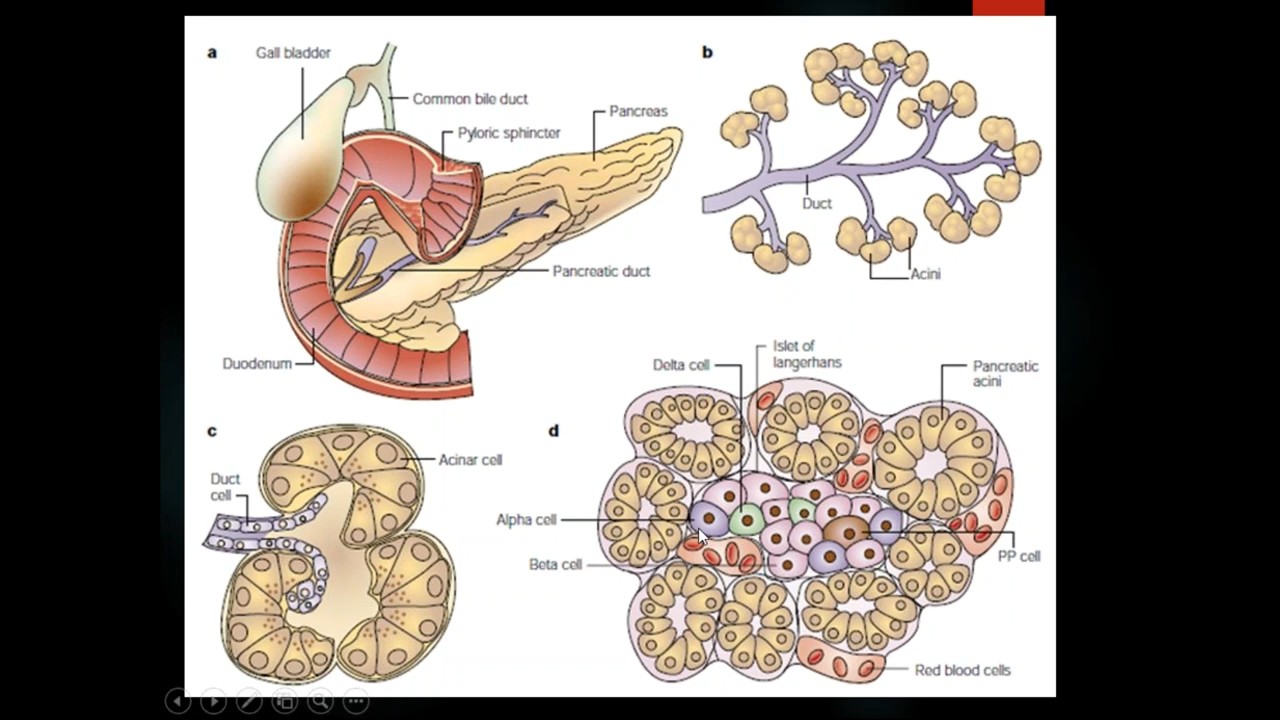 a
Gall bladder
Common bile duct
Pyloric sphincter
Pancreas
Pancreatic duct
Duodenum
b
Duct
Acini
c
Duct
cell
Acinar cell
d
Delta cell
Islet of
langerhans
Pancreatic
acini
Alpha cell
Beta cell
PP cell
Red blood cells